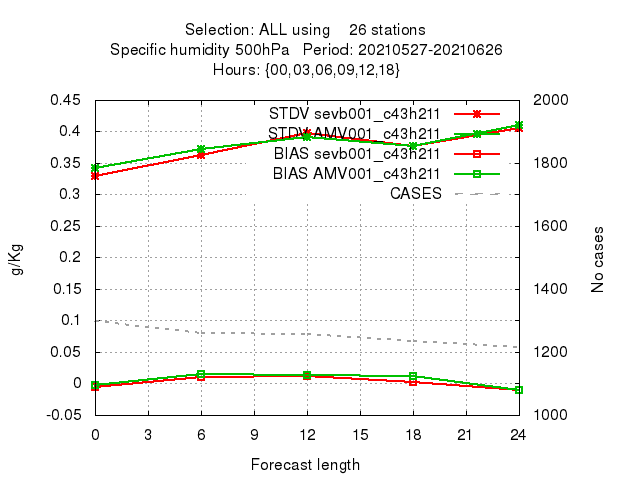 Selection: ALL using    26 stations
Specific humidity 500hPa   Period: 20210527-20210626
Hours: {00,03,06,09,12,18}
0.45
0.4
0.35
0.3
0.25
0.2
0.15
0.1
0.05
0
-0.05
g/Kg
STDV sevb001_c43h211
STDV AMV001_c43h211
BIAS sevb001_c43h211
BIAS AMV001_c43h211
CASES
2000
1800
1600
1400
1200
1000
No cases
0 3 6 9 12 15 18 21 24
Forecast length